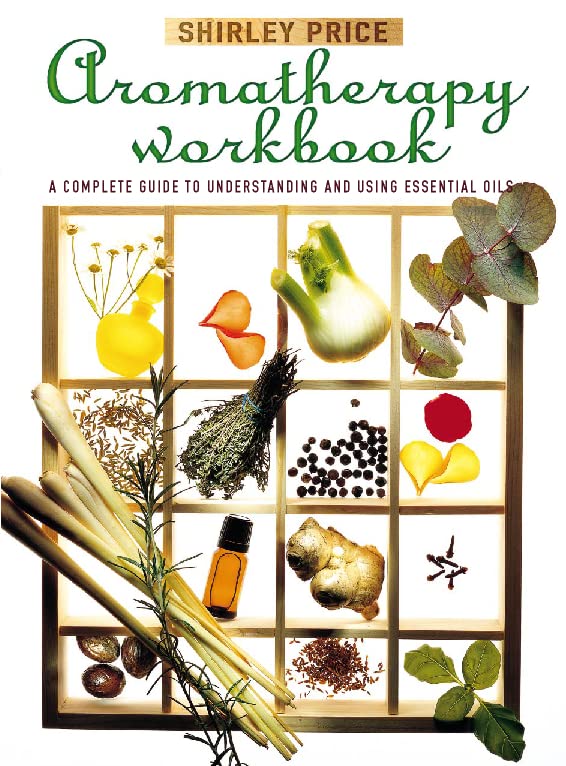 SHIRLEY PRICE
Aromatherapy
workbook
A COMPLETE GUIDE TO UNDERSTANDING AND USING ESSENTIAL OILS